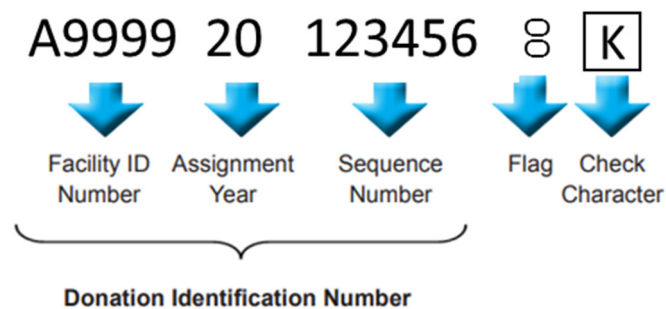 A9999 20 123456 00 K
Facility ID Assignment Sequence Flag Check
Number Year Number Character
Donation Identification Number